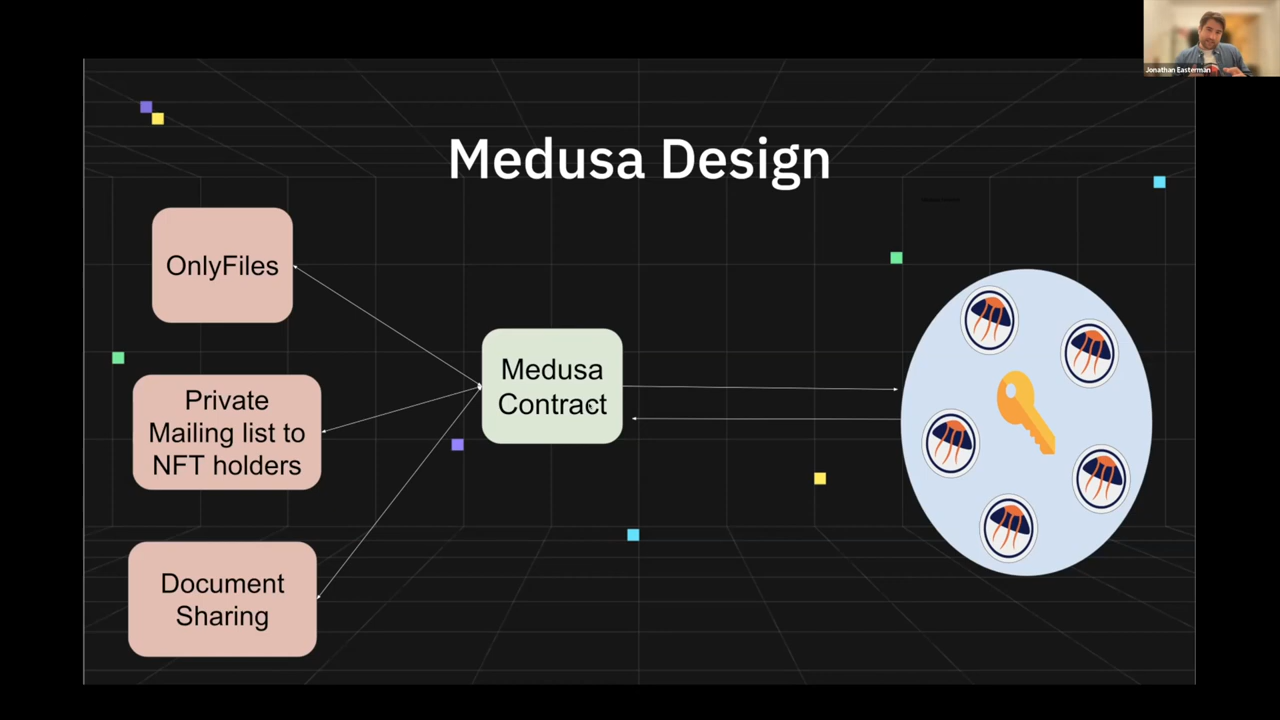 Jonathan Easterman
Medusa Design
OnlyFiles
Private
Mailing list to
NFT holders
Document
Sharing
Medusa
Contract